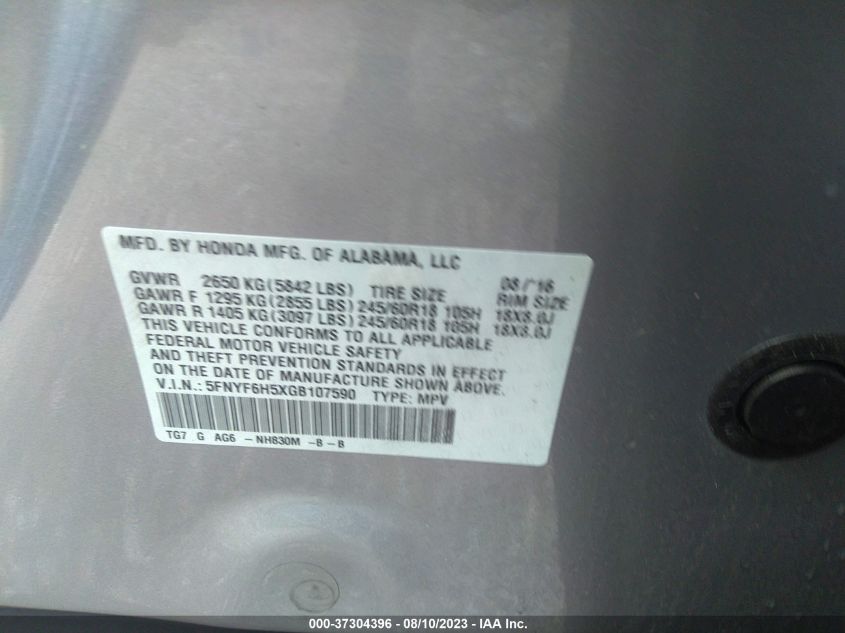 MFD. BY HONDA MFG. OF ALABAMA, LLC
GVWR 2650 KG(5842 LBS) TIRE SIZE 08/'16 RIM SIZE
GAWR F 1295 KG(2855 LBS) 245/60R18 105H 18X8.0J
GAWR R 1405 KG(3097 LBS) 245/60R18 105H 18X8.0J
THIS VEHICLE CONFORMS TO ALL APPLICABLE
FEDERAL MOTOR VEHICLE SAFETY
AND THEFT PREVENTION STANDARDS IN EFFECT
ON THE DATE OF MANUFACTURE SHOWN ABOVE.
V.I.N.: 5FNYF6H5XGB107590 TYPE: MPV
TG7 G AG6 - NH830M -B - B
000-37304396 - 08/10/2023 - IAA Inc.